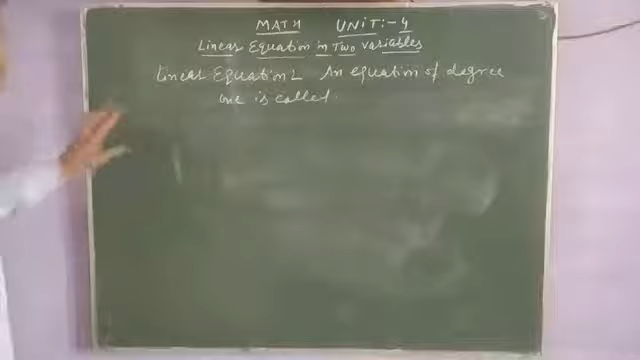 MATH UNIT:- 4
Linear Equation in Two Variables
Linear Equation:- An equation of degree
one is called